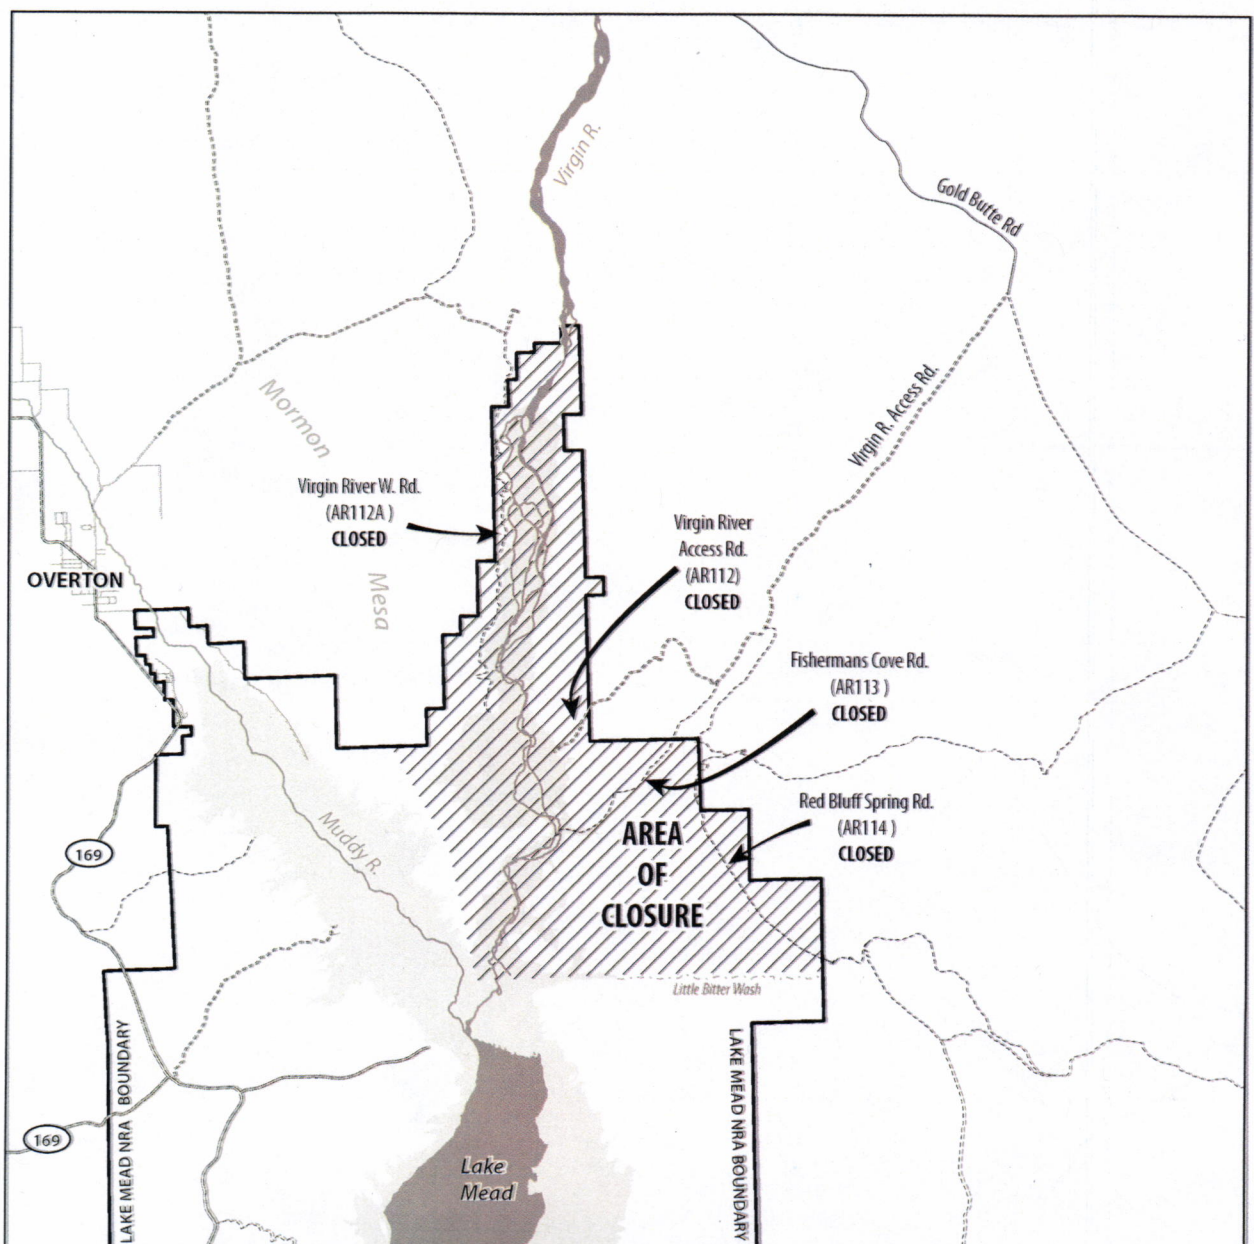 Virgin R.
Gold Butte Rd
Virgin R. Access Rd.
Mormon
Mesa
Virgin River W. Rd.
(AR112A )
CLOSED
Virgin River
Access Rd.
(AR112)
CLOSED
OVERTON
Fishermans Cove Rd.
(AR113 )
CLOSED
Red Bluff Spring Rd.
(AR114 )
CLOSED
Muddy R.
169
AREA
OF
CLOSURE
Little Bitter Wash
LAKE MEAD NRA BOUNDARY
LAKE MEAD NRA BOUNDARY
169
Lake
Mead